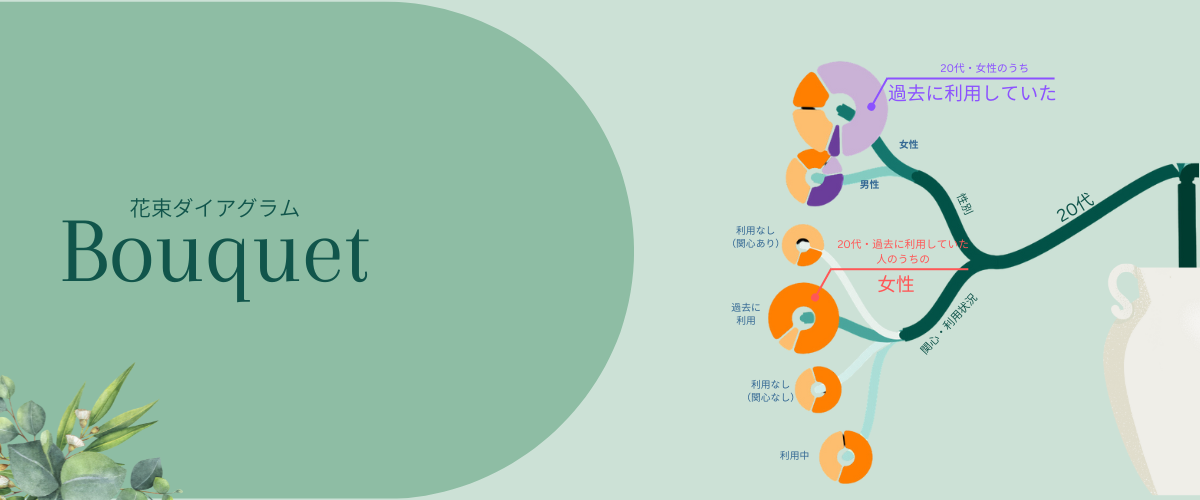 花束ダイアグラム
Bouquet
20代・女性のうち
過去に利用していた
女性
男性
性別
20代
利用なし
(関心あり)
20代・過去に利用していた
人のうちの
女性
過去に
利用
関心・利用状況
利用なし
(関心なし)
利用中